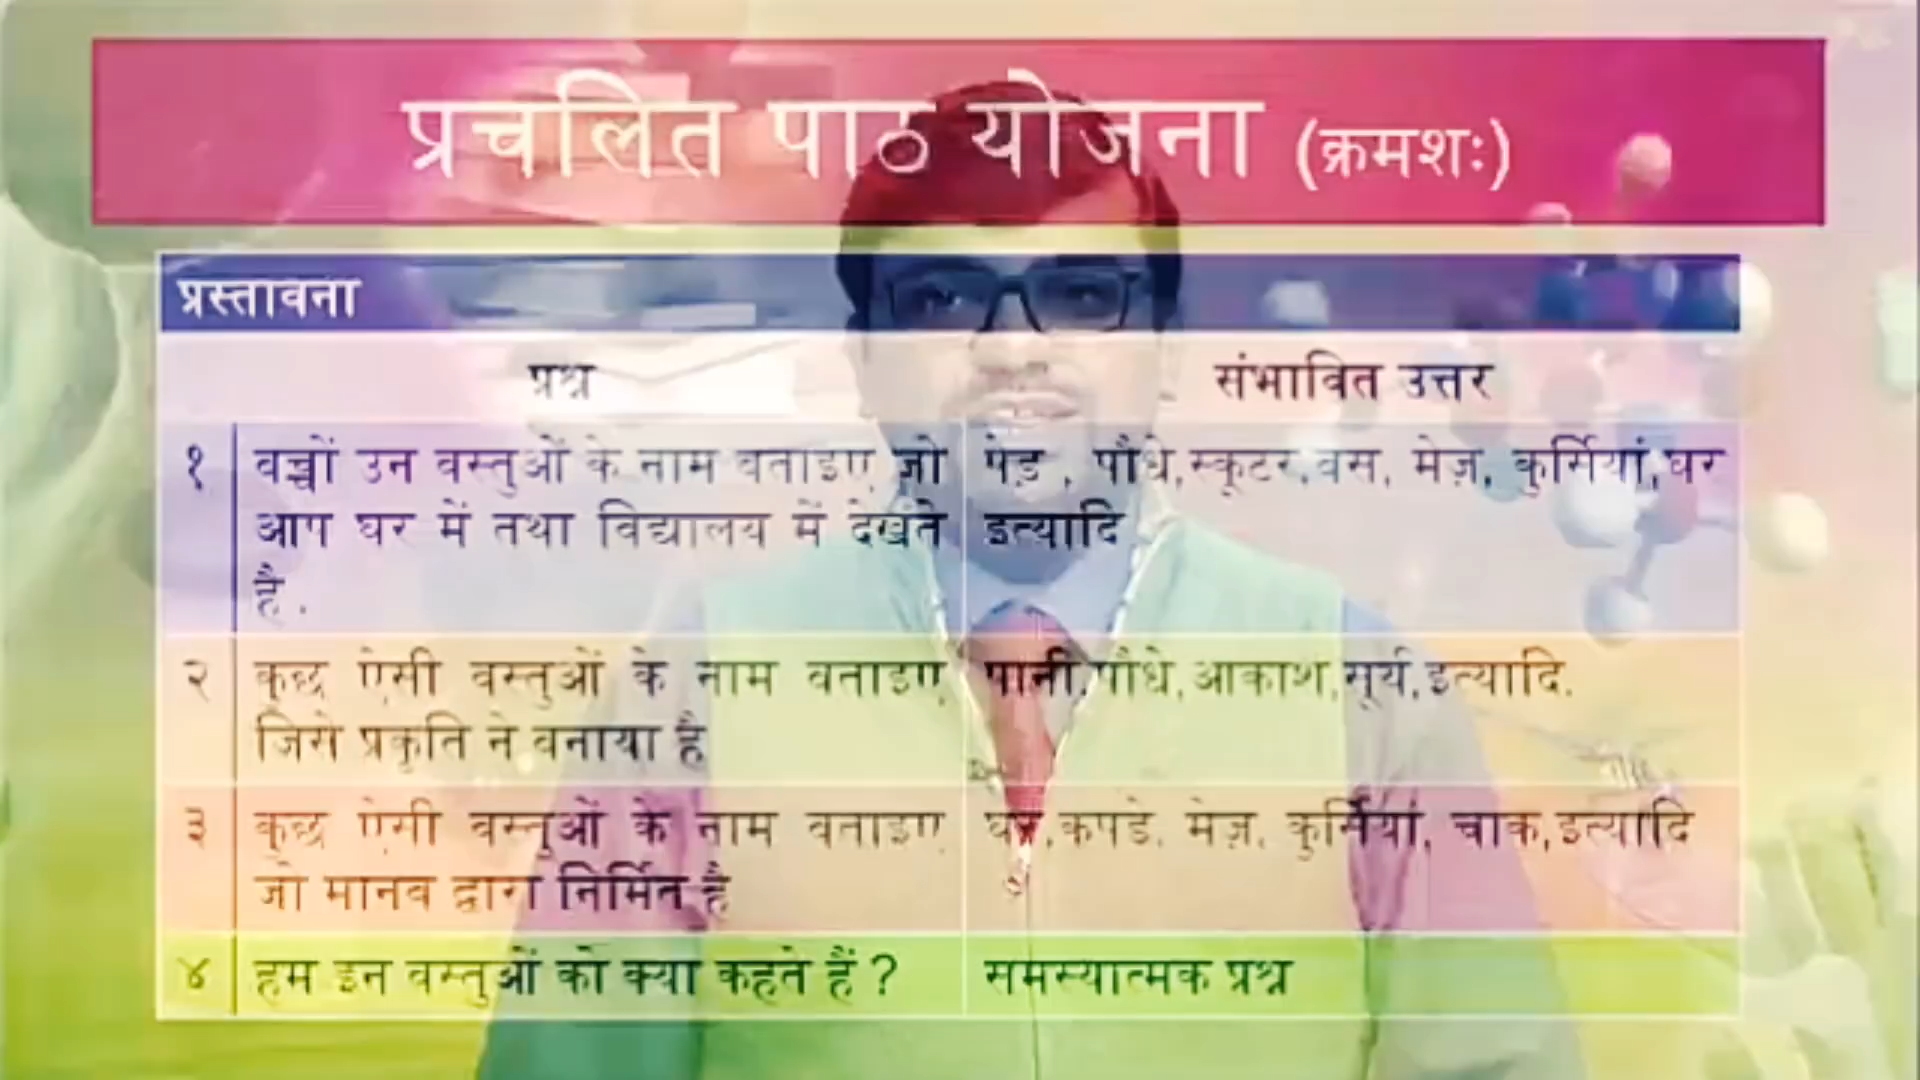 प्रचलित पाठ योजना (क्रमशः)
प्रस्तावना
प्रश्न संभावित उत्तर
१ बच्चों उन वस्तुओं के नाम बताइए जो पेड़ , पौधे,स्कूटर,बस, मेज़, कुर्सियां,घर
आप घर में तथा विद्यालय में देखते इत्यादि
है .
२ कुछ ऐसी वस्तुओं के नाम बताइए पानी,पौधे,आकाश,सूर्य,इत्यादि.
जिसे प्रकृति ने बनाया है
३ कुछ ऐसी वस्तुओं के नाम बताइए घर,कपडे, मेज़, कुर्सियां, चाक,इत्यादि
जो मानव द्वारा निर्मित है
४ हम इन वस्तुओं को क्या कहते हैं ? समस्यात्मक प्रश्न